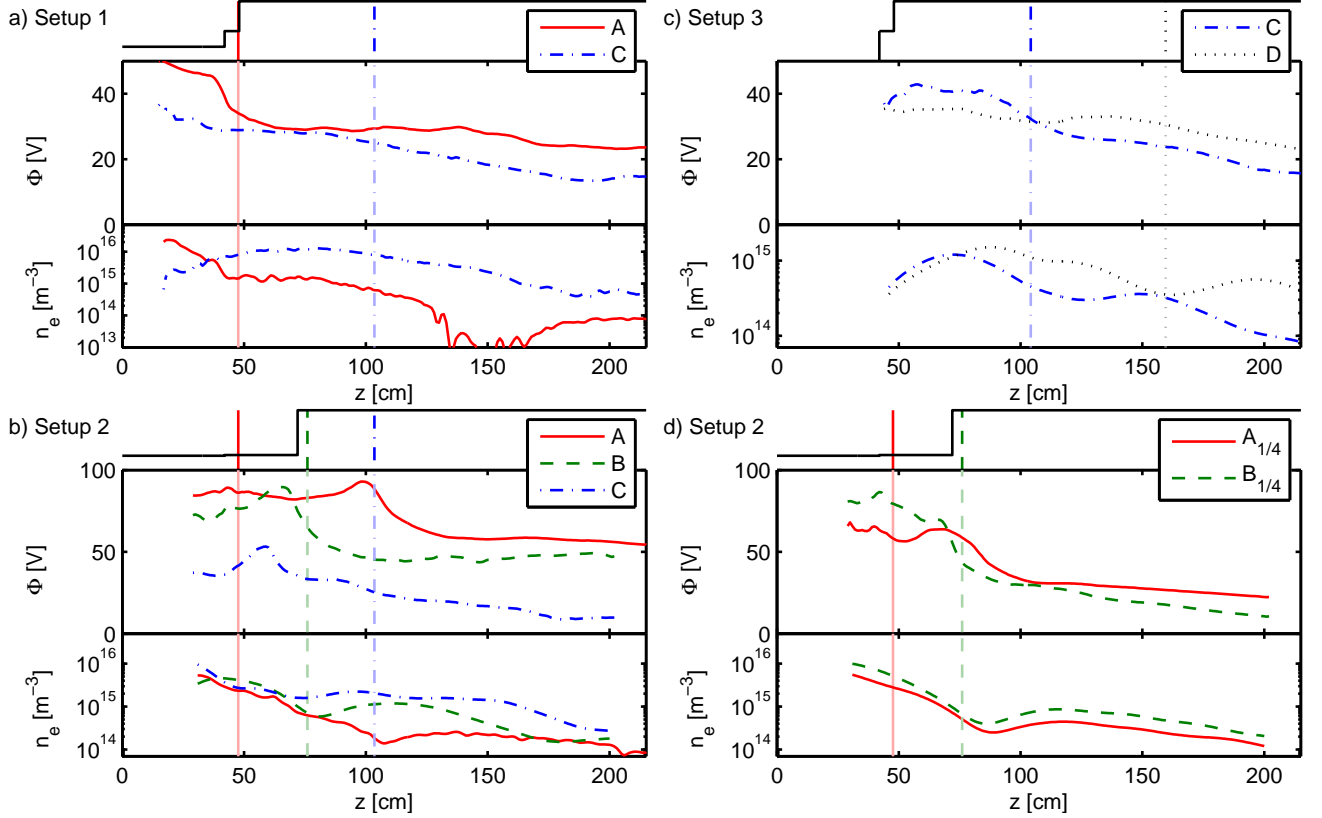 a) Setup 1
A
C
40
20
0
Φ [V]
10^16
10^15
10^14
10^13
n_e [m^−3]
0 50 100 150 200
z [cm]
c) Setup 3
C
D
40
20
0
Φ [V]
10^15
10^14
n_e [m^−3]
0 50 100 150 200
z [cm]
b) Setup 2
A
B
C
100
50
0
Φ [V]
10^16
10^15
10^14
n_e [m^−3]
0 50 100 150 200
z [cm]
d) Setup 2
A_1/4
B_1/4
100
50
0
Φ [V]
10^16
10^15
10^14
n_e [m^−3]
0 50 100 150 200
z [cm]